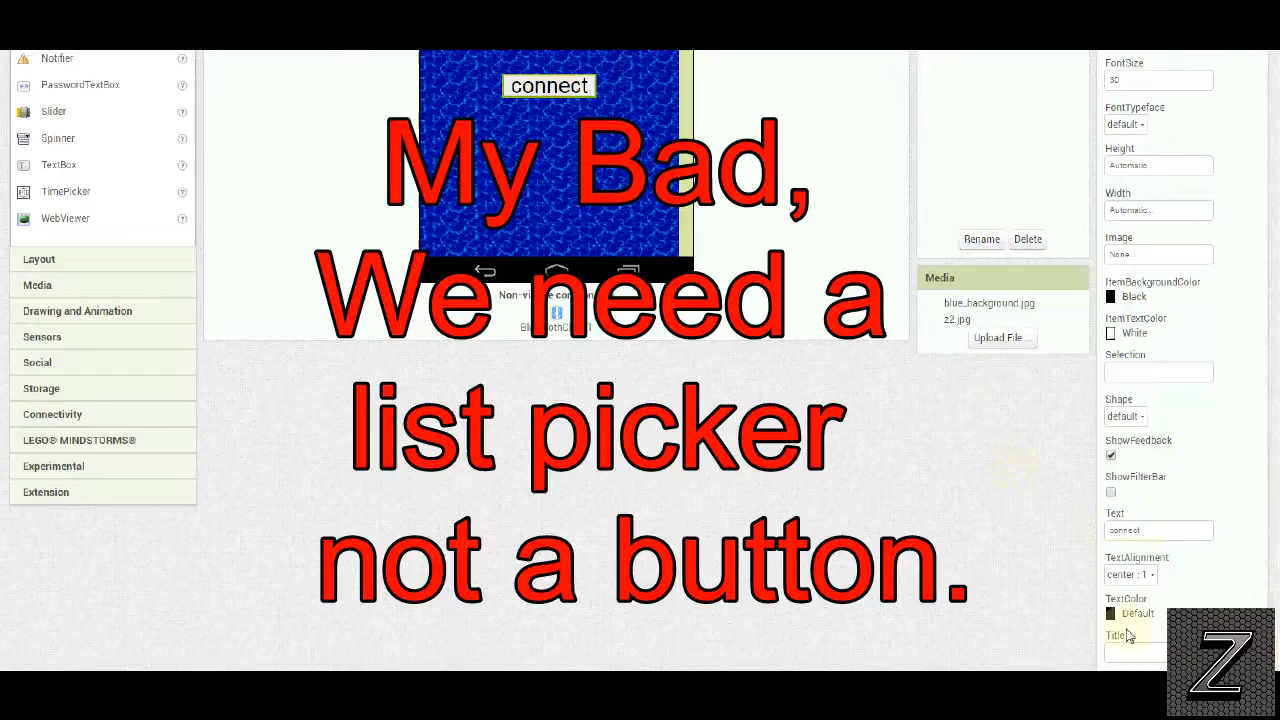 Notifier
PasswordTextBox
Slider
Spinner
TextBox
TimePicker
WebViewer
Layout
Media
Drawing and Animation
Sensors
Social
Storage
Connectivity
LEGO® MINDSTORMS®
Experimental
Extension
connect
My Bad,
We need a
list picker
not a button.
Rename Delete
Media
blue_background.jpg
z2.jpg
Upload File ...
FontSize
30
FontTypeface
default
Height
Automatic...
Width
Automatic...
Image
None...
ItemBackgroundColor
Black
ItemTextColor
White
Selection
Shape
default
ShowFeedback
ShowFilterBar
Text
connect
TextAlignment
center : 1
TextColor
Default
Title
Z